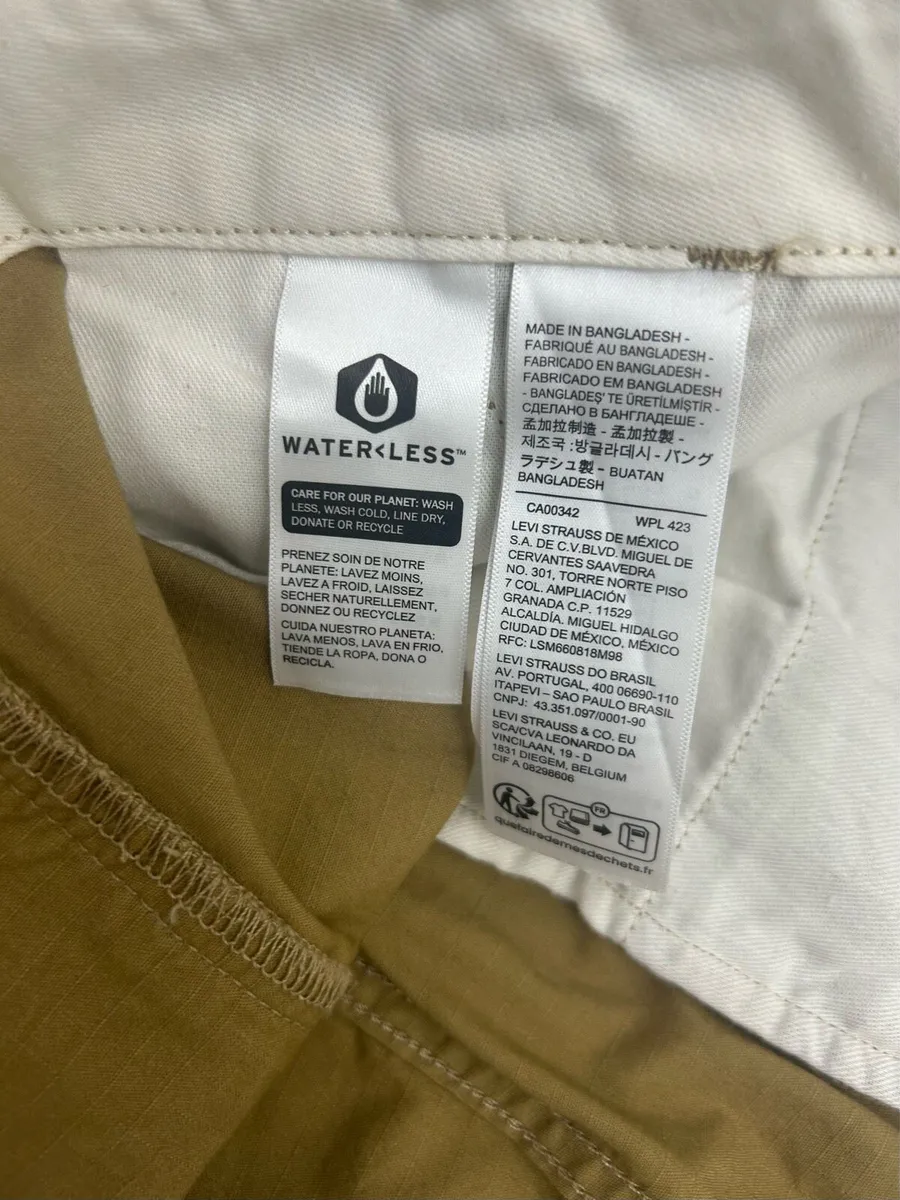 WATER<LESS™
CARE FOR OUR PLANET: WASH
LESS, WASH COLD, LINE DRY,
DONATE OR RECYCLE
PRENEZ SOIN DE NOTRE
PLANETE: LAVEZ MOINS,
LAVEZ A FROID, LAISSEZ
SECHER NATURELLEMENT,
DONNEZ OU RECYCLEZ
CUIDA NUESTRO PLANETA:
LAVA MENOS, LAVA EN FRIO,
TIENDE LA ROPA, DONA O
RECICLA.
MADE IN BANGLADESH -
FABRIQUÉ AU BANGLADESH -
FABRICADO EN BANGLADESH -
FABRICADO EM BANGLADESH
- BANGLADEŞ' TE ÜRETİLMİŞTİR -
СДЕЛАНО В БАНГЛАДЕШЕ -
孟加拉制造 - 孟加拉製 -
제조국 :방글라데시 - バング
ラデシュ製 - BUATAN
BANGLADESH
CA00342 WPL 423
LEVI STRAUSS DE MÉXICO
S.A. DE C.V.BLVD. MIGUEL DE
CERVANTES SAAVEDRA
NO. 301, TORRE NORTE PISO
7 COL. AMPLIACIÓN
GRANADA C.P. 11529
ALCALDÍA. MIGUEL HIDALGO
CIUDAD DE MÉXICO, MÉXICO
RFC: LSM660818M98
LEVI STRAUSS DO BRASIL
AV. PORTUGAL, 400 06690-110
ITAPEVI – SAO PAULO BRASIL
CNPJ: 43.351.097/0001-90
LEVI STRAUSS & CO. EU
SCA/CVA LEONARDO DA
VINCILAAN, 19 - D
1831 DIEGEM, BELGIUM
CIF A 08298606
FR
quefairedemesdechets.fr